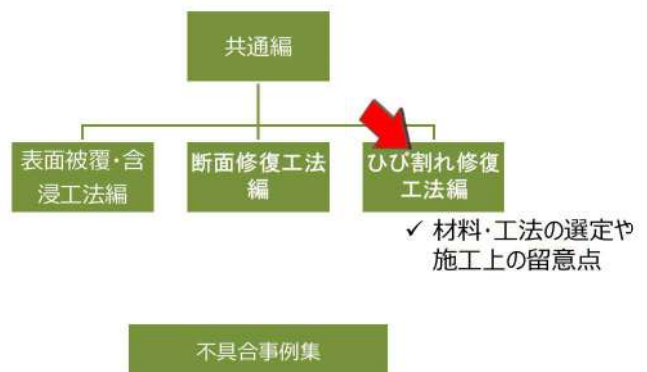 共通編
表面被覆・含
浸工法編
断面修復工法
編
ひび割れ修復
工法編
✓ 材料・工法の選定や
施工上の留意点
不具合事例集